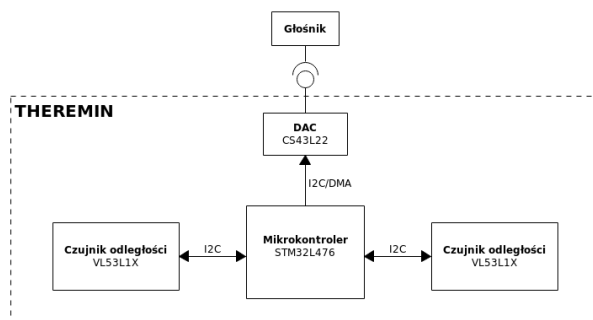 Głośnik
THEREMIN
DAC
CS43L22
I2C/DMA
Czujnik odległości
VL53L1X
I2C
Mikrokontroler
STM32L476
I2C
Czujnik odległości
VL53L1X